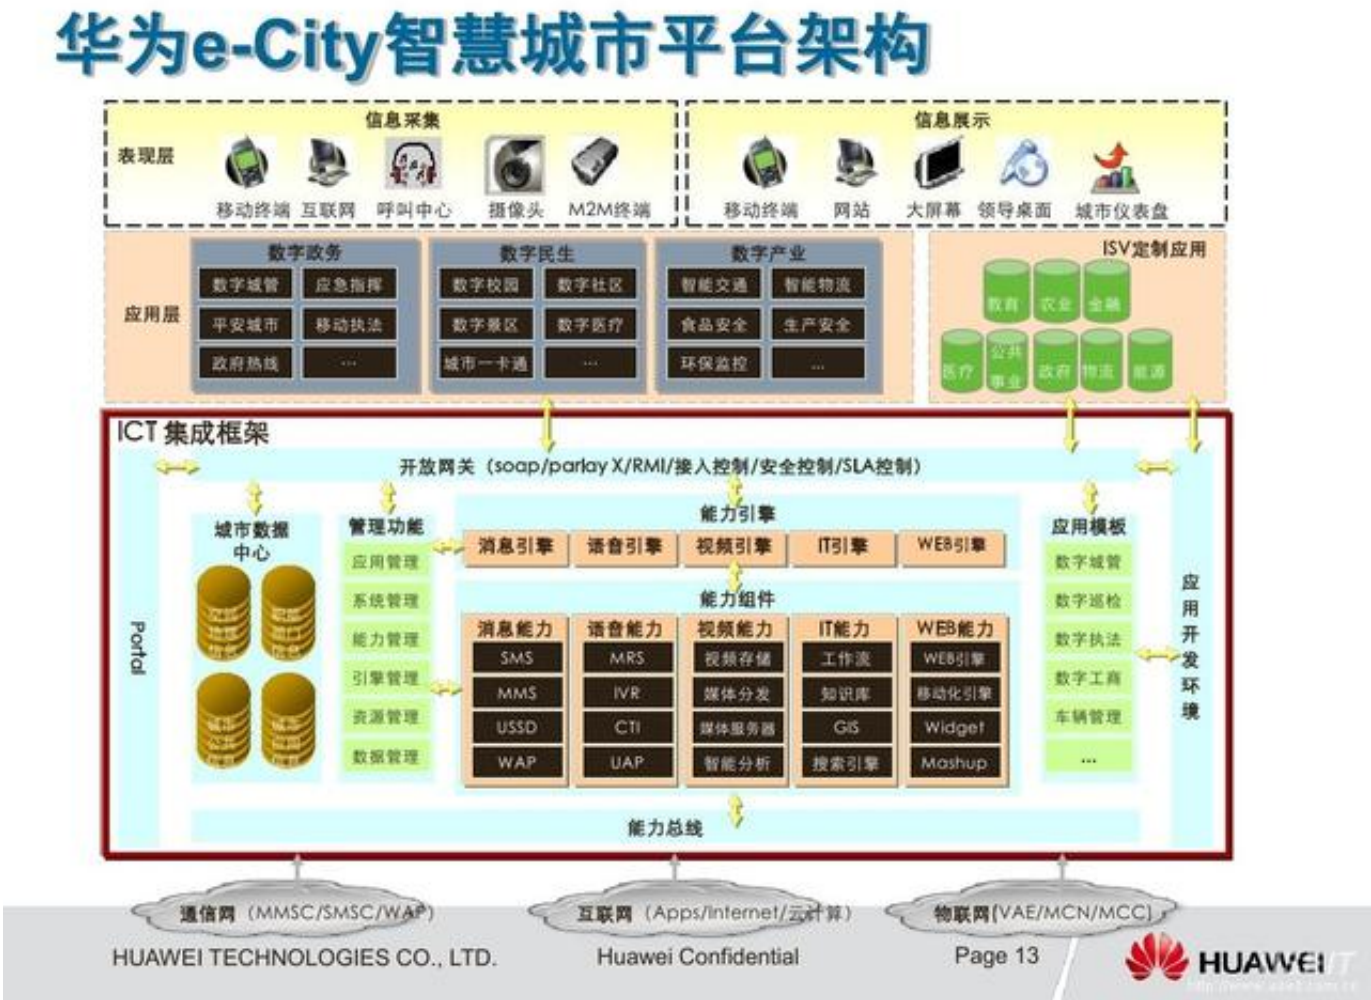 华为e-City智慧城市平台架构
表现层
信息采集
移动终端 互联网 呼叫中心 摄像头 M2M终端
信息展示
移动终端 网站 大屏幕 领导桌面 城市仪表盘
应用层
数字政务
数字城管 应急指挥
平安城市 移动执法
政府热线 ...
数字民生
数字校园 数字社区
数字景区 数字医疗
城市一卡通 ...
数字产业
智能交通 智能物流
食品安全 生产安全
环保监控 ...
ISV定制应用
教育 农业 金融
医疗 公共事业 政府 物流 能源
ICT 集成框架
开放网关（soap/parlay X/RMI/接入控制/安全控制/SLA控制）
Portal
城市数据
中心
管理功能
应用管理
系统管理
能力管理
引擎管理
资源管理
数据管理
能力引擎
消息引擎 语音引擎 视频引擎 IT引擎 WEB引擎
能力组件
消息能力
SMS
MMS
USSD
WAP
语音能力
MRS
IVR
CTI
UAP
视频能力
视频存储
媒体分发
媒体服务器
智能分析
IT能力
工作流
知识库
GIS
搜索引擎
WEB能力
WEB引擎
移动化引擎
Widget
Mashup
应用模板
数字城管
数字巡检
数字执法
数字工商
车辆管理
...
应用开发环境
能力总线
通信网（MMSC/SMSC/WAP）
互联网（Apps/Internet/云计算）
物联网(VAE/MCN/MCC)
HUAWEI TECHNOLOGIES CO., LTD.
Huawei Confidential
Page 13
HUAWEI